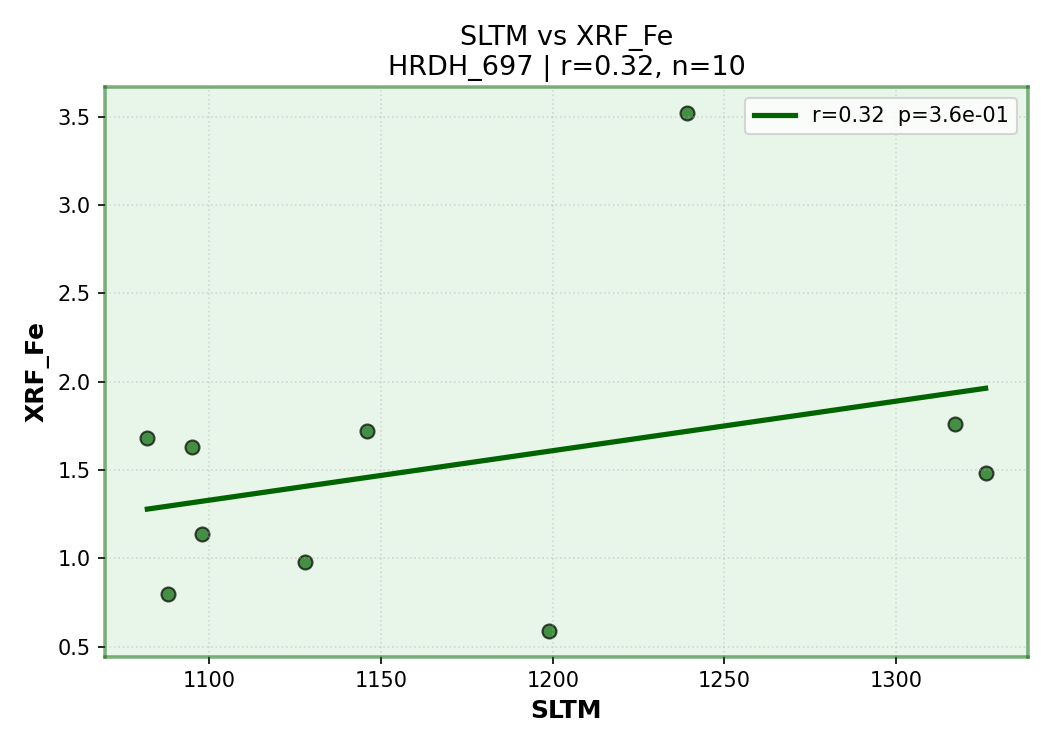 SLTM vs XRF_Fe
HRDH_697 | r=0.32, n=10
r=0.32  p=3.6e-01
3.5
3.0
2.5
2.0
1.5
1.0
0.5
XRF_Fe
1100
1150
1200
1250
1300
SLTM